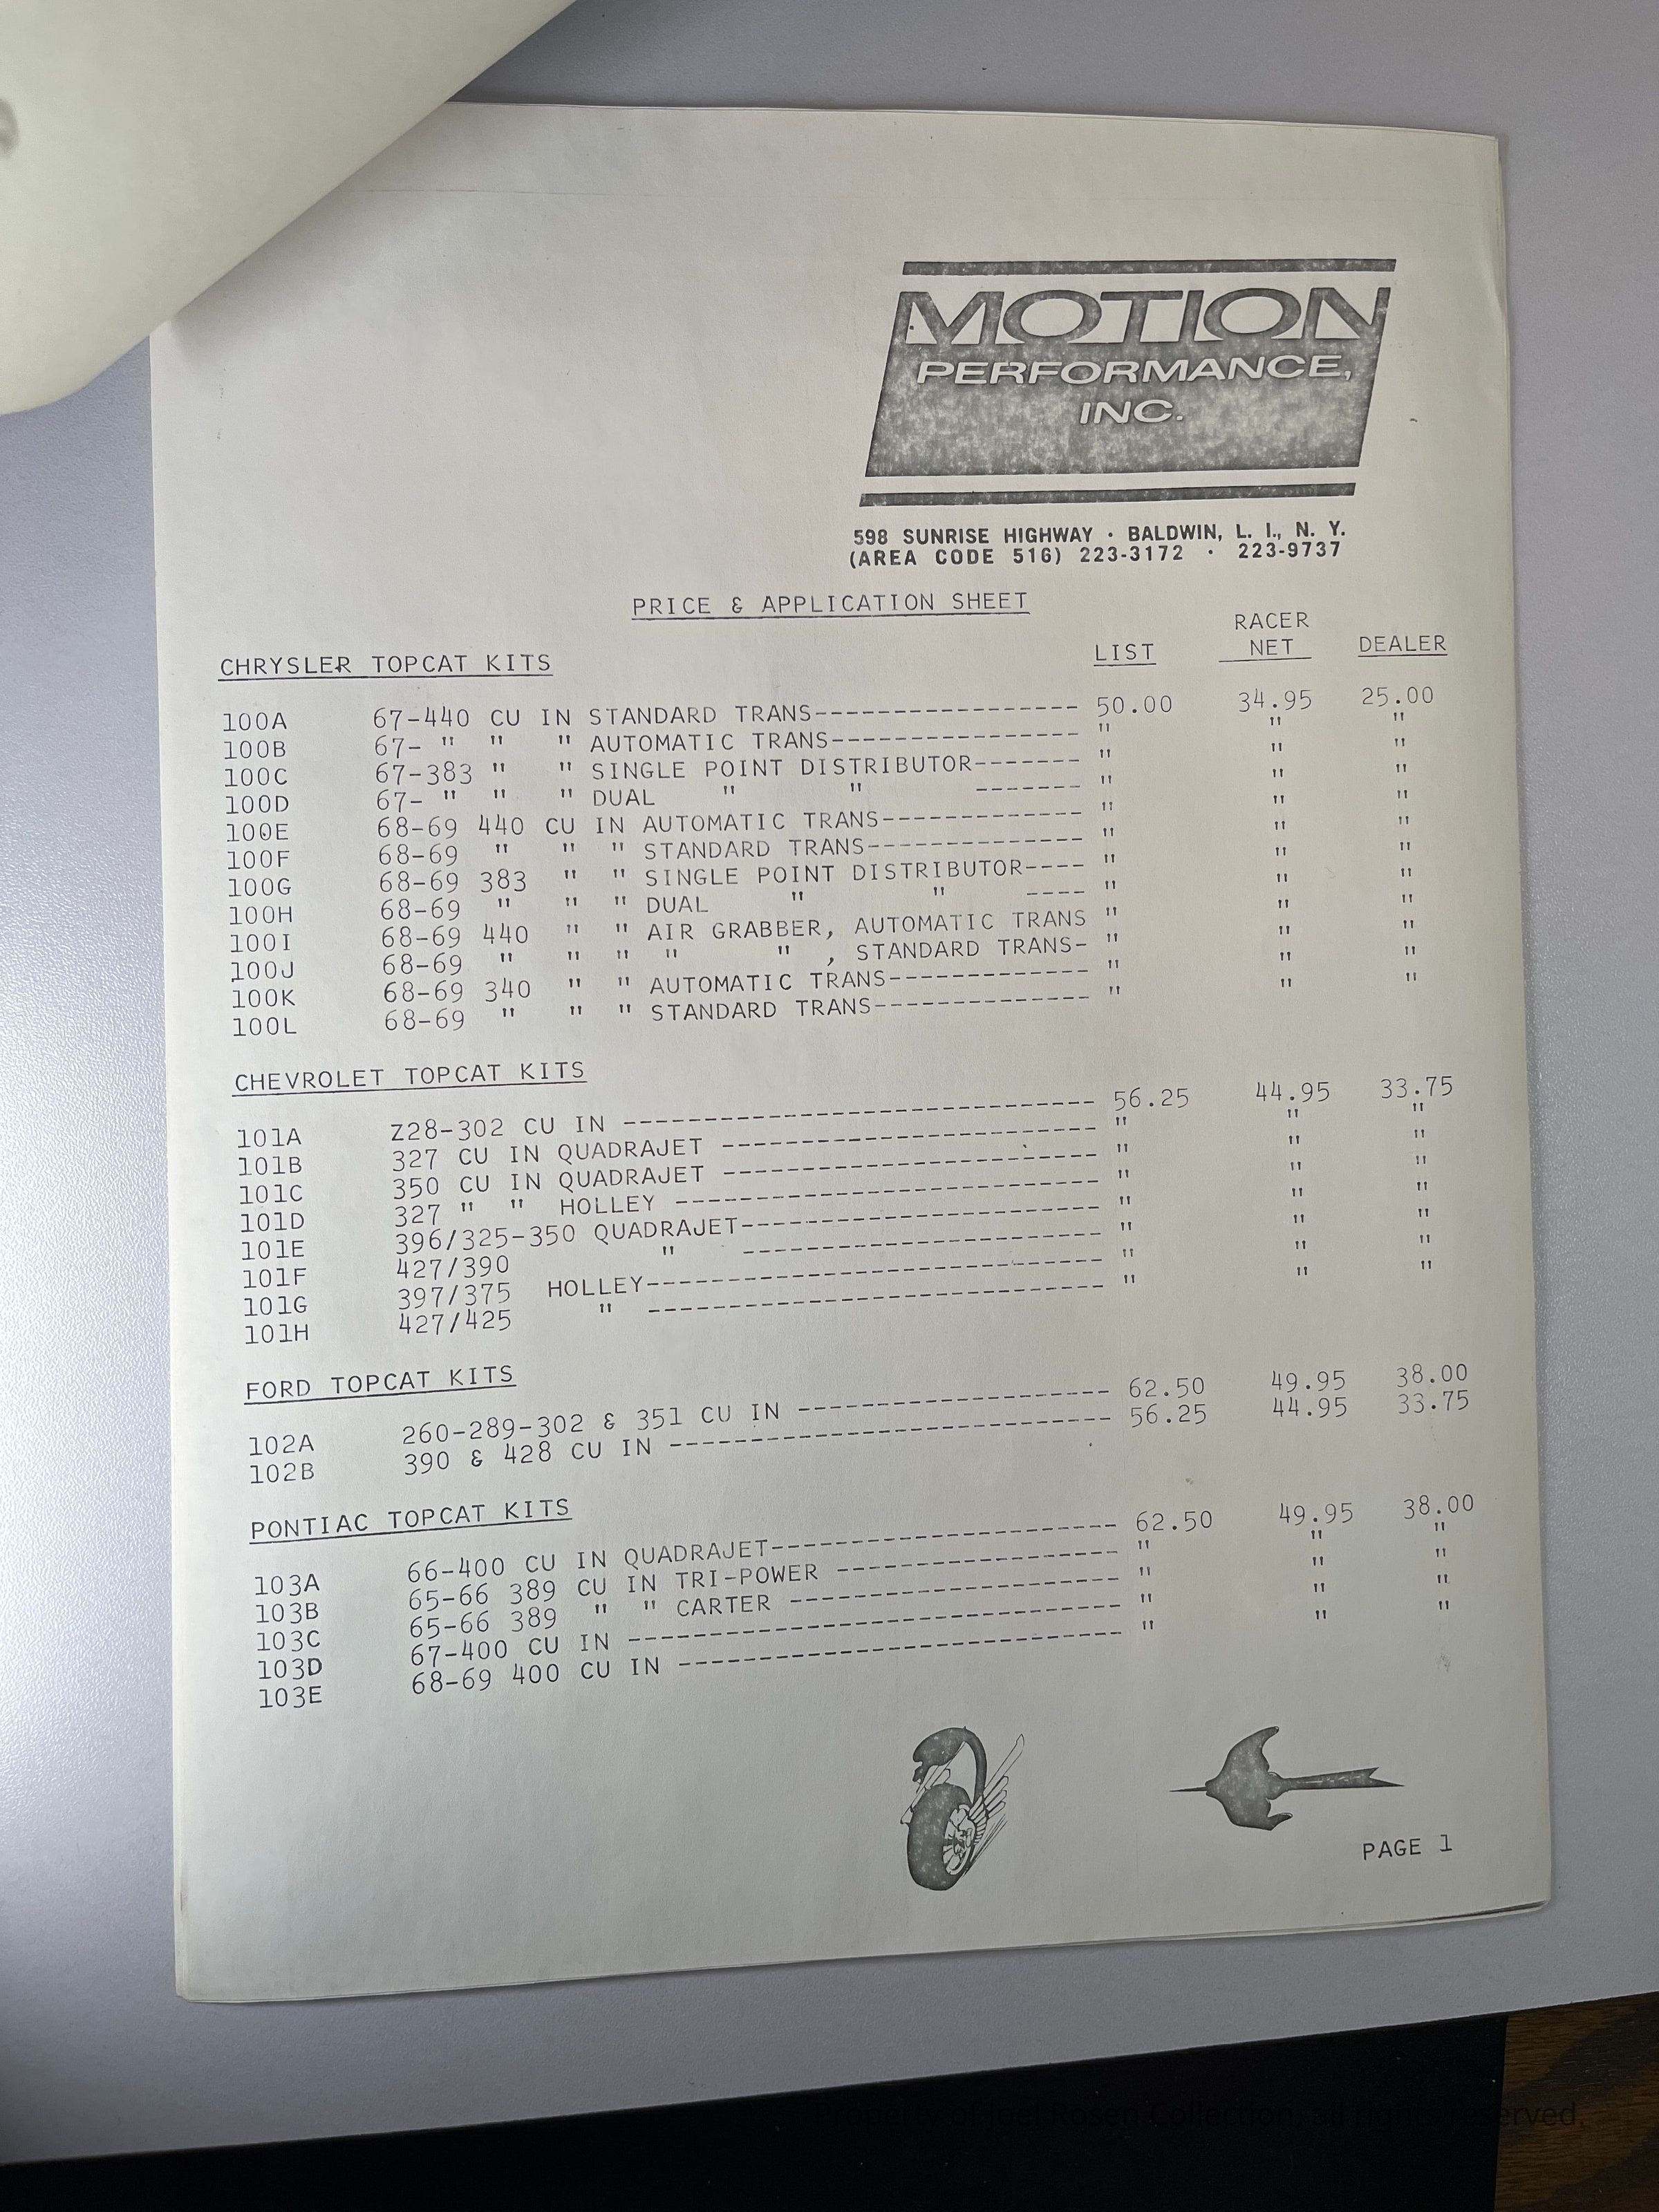 MOTION
PERFORMANCE,
INC.
598 SUNRISE HIGHWAY · BALDWIN, L. I., N. Y.
(AREA CODE 516) 223-3172 · 223-9737
PRICE & APPLICATION SHEET
CHRYSLER TOPCAT KITS LIST RACER NET DEALER
100A 67-440 CU IN STANDARD TRANS---------------- 50.00 34.95 25.00
100B 67- " " " AUTOMATIC TRANS--------------- " " "
100C 67-383 " " SINGLE POINT DISTRIBUTOR------- " " "
100D 67- " " " DUAL " " ------- " " "
100E 68-69 440 CU IN AUTOMATIC TRANS------------ " " "
100F 68-69 " " " STANDARD TRANS------------- " " "
100G 68-69 383 " " SINGLE POINT DISTRIBUTOR---- " " "
100H 68-69 " " " DUAL " " ---- " " "
100I 68-69 440 " " AIR GRABBER, AUTOMATIC TRANS " " "
100J 68-69 " " " " " , STANDARD TRANS- " " "
100K 68-69 340 " " AUTOMATIC TRANS------------ " " "
100L 68-69 " " " STANDARD TRANS------------- " " "
CHEVROLET TOPCAT KITS
101A Z28-302 CU IN ----------------------------- 56.25 44.95 33.75
101B 327 CU IN QUADRAJET ----------------------- " " "
101C 350 CU IN QUADRAJET ----------------------- " " "
101D 327 " " HOLLEY -------------------------- " " "
101E 396/325-350 QUADRAJET---------------------- " " "
101F 427/390 " ---------------------- " " "
101G 397/375 HOLLEY---------------------------- " " "
101H 427/425 " ---------------------------- " " "
FORD TOPCAT KITS
102A 260-289-302 & 351 CU IN ------------------- 62.50 49.95 38.00
102B 390 & 428 CU IN --------------------------- 56.25 44.95 33.75
PONTIAC TOPCAT KITS
103A 66-400 CU IN QUADRAJET--------------------- 62.50 49.95 38.00
103B 65-66 389 CU IN TRI-POWER ----------------- " " "
103C 65-66 389 " " CARTER -------------------- " " "
103D 67-400 CU IN ------------------------------ " " "
103E 68-69 400 CU IN --------------------------- " " "
PAGE 1
Property of Joel Rosen Collection, all rights reserved.